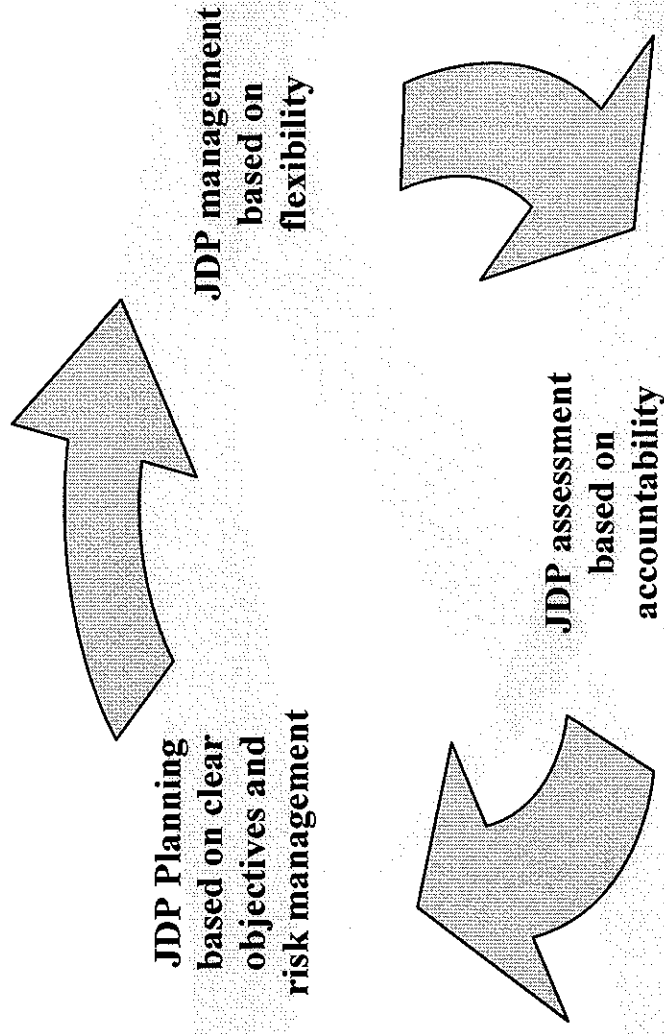 JDP Planning
based on clear
objectives and
risk management
JDP management
based on
flexibility
JDP assessment
based on
accountability